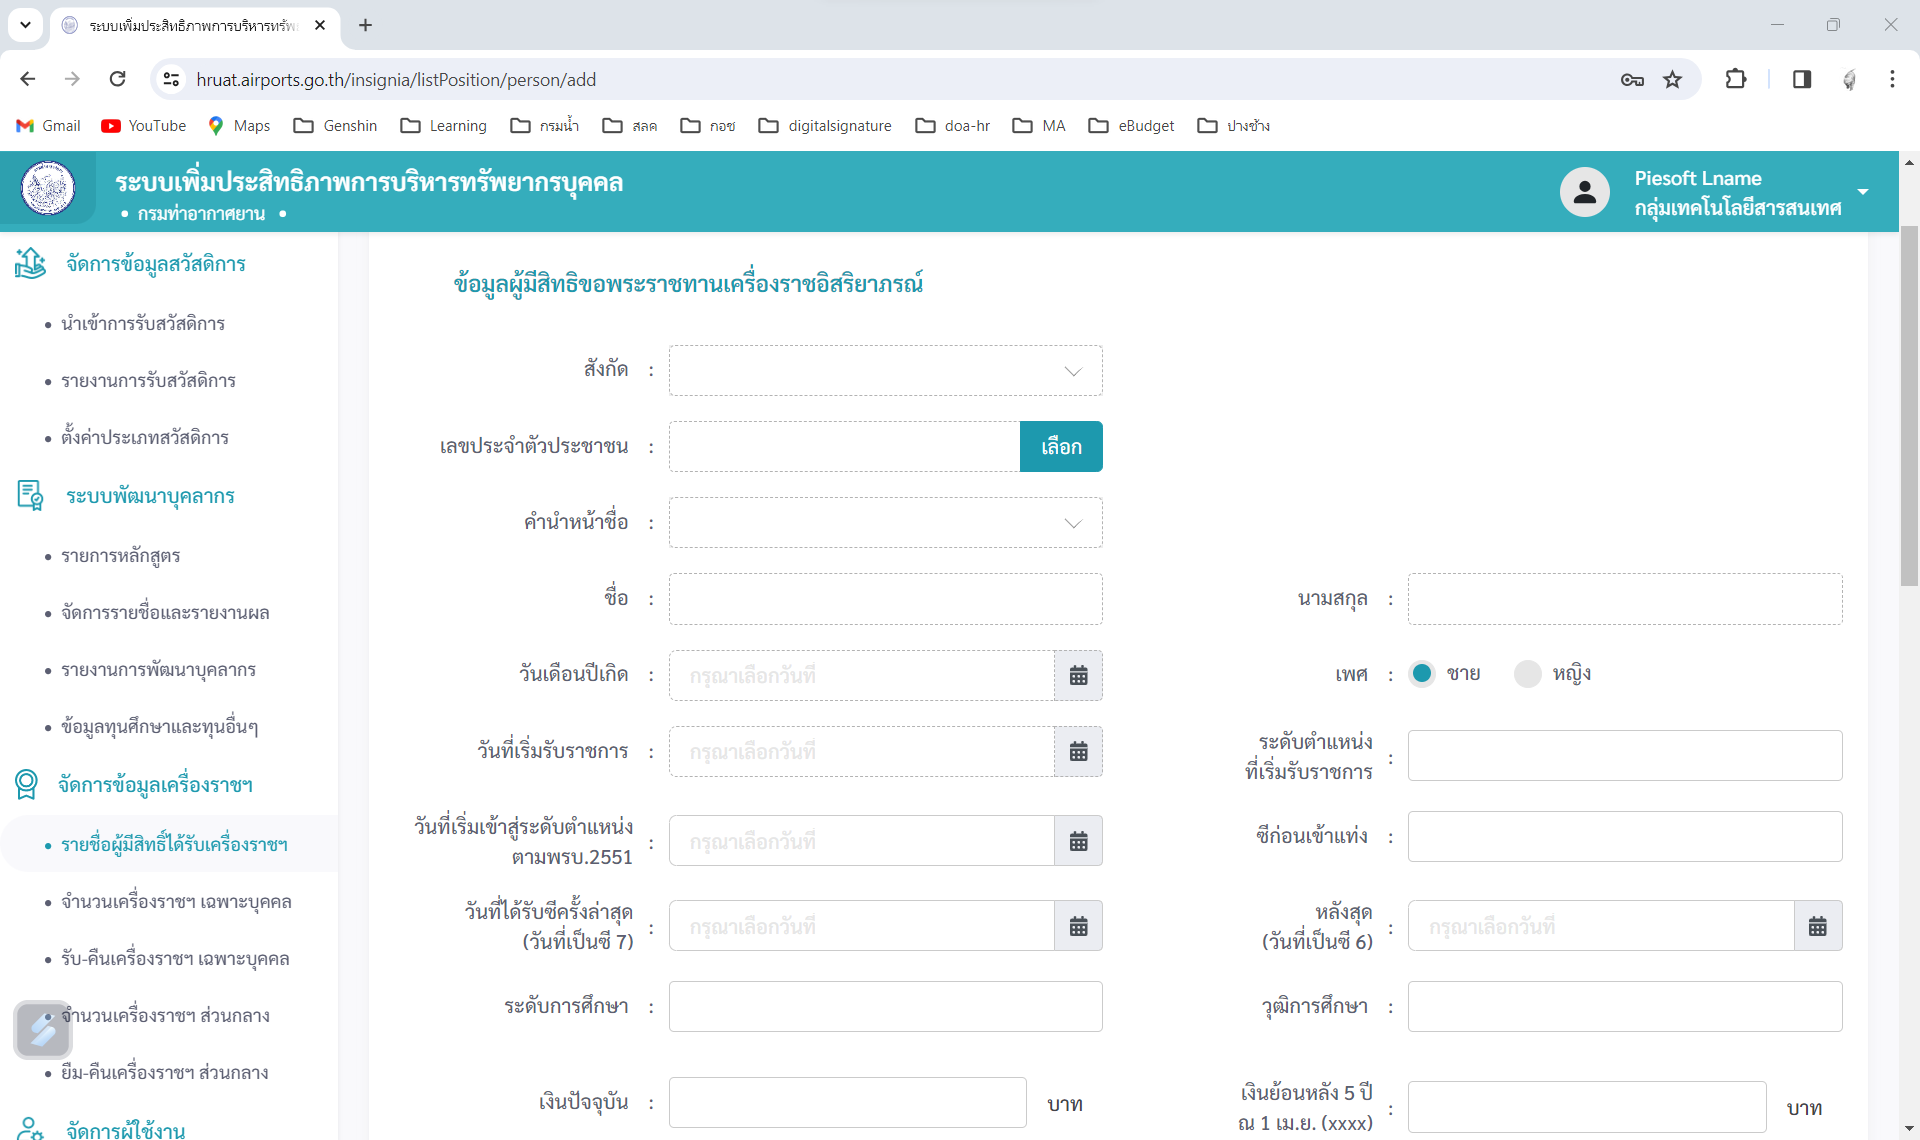 ระบบเพิ่มประสิทธิภาพการบริหารทรัพ
hruat.airports.go.th/insignia/listPosition/person/add
Gmail YouTube Maps Genshin Learning กรมน้ำ สลค กอช digitalsignature doa-hr MA eBudget ปางช้าง
ระบบเพิ่มประสิทธิภาพการบริหารทรัพยากรบุคคล
• กรมท่าอากาศยาน •
Piesoft Lname
กลุ่มเทคโนโลยีสารสนเทศ
จัดการข้อมูลสวัสดิการ
นำเข้าการรับสวัสดิการ
รายงานการรับสวัสดิการ
ตั้งค่าประเภทสวัสดิการ
ระบบพัฒนาบุคลากร
รายการหลักสูตร
จัดการรายชื่อและรายงานผล
รายงานการพัฒนาบุคลากร
ข้อมูลทุนศึกษาและทุนอื่นๆ
จัดการข้อมูลเครื่องราชฯ
รายชื่อผู้มีสิทธิ์ได้รับเครื่องราชฯ
จำนวนเครื่องราชฯ เฉพาะบุคคล
รับ-คืนเครื่องราชฯ เฉพาะบุคคล
จำนวนเครื่องราชฯ ส่วนกลาง
ยืม-คืนเครื่องราชฯ ส่วนกลาง
จัดการผู้ใช้งาน
ข้อมูลผู้มีสิทธิขอพระราชทานเครื่องราชอิสริยาภรณ์
สังกัด :
เลขประจำตัวประชาชน : เลือก
คำนำหน้าชื่อ :
ชื่อ :
นามสกุล :
วันเดือนปีเกิด : กรุณาเลือกวันที่
เพศ : ชาย หญิง
วันที่เริ่มรับราชการ : กรุณาเลือกวันที่
ระดับตำแหน่ง
ที่เริ่มรับราชการ :
วันที่เริ่มเข้าสู่ระดับตำแหน่ง
ตามพรบ.2551 : กรุณาเลือกวันที่
ซีก่อนเข้าแท่ง :
วันที่ได้รับซีครั้งล่าสุด
(วันที่เป็นซี 7) : กรุณาเลือกวันที่
หลังสุด
(วันที่เป็นซี 6) : กรุณาเลือกวันที่
ระดับการศึกษา :
วุฒิการศึกษา :
เงินปัจจุบัน : บาท
เงินย้อนหลัง 5 ปี
ณ 1 เม.ย. (xxxx) : บาท